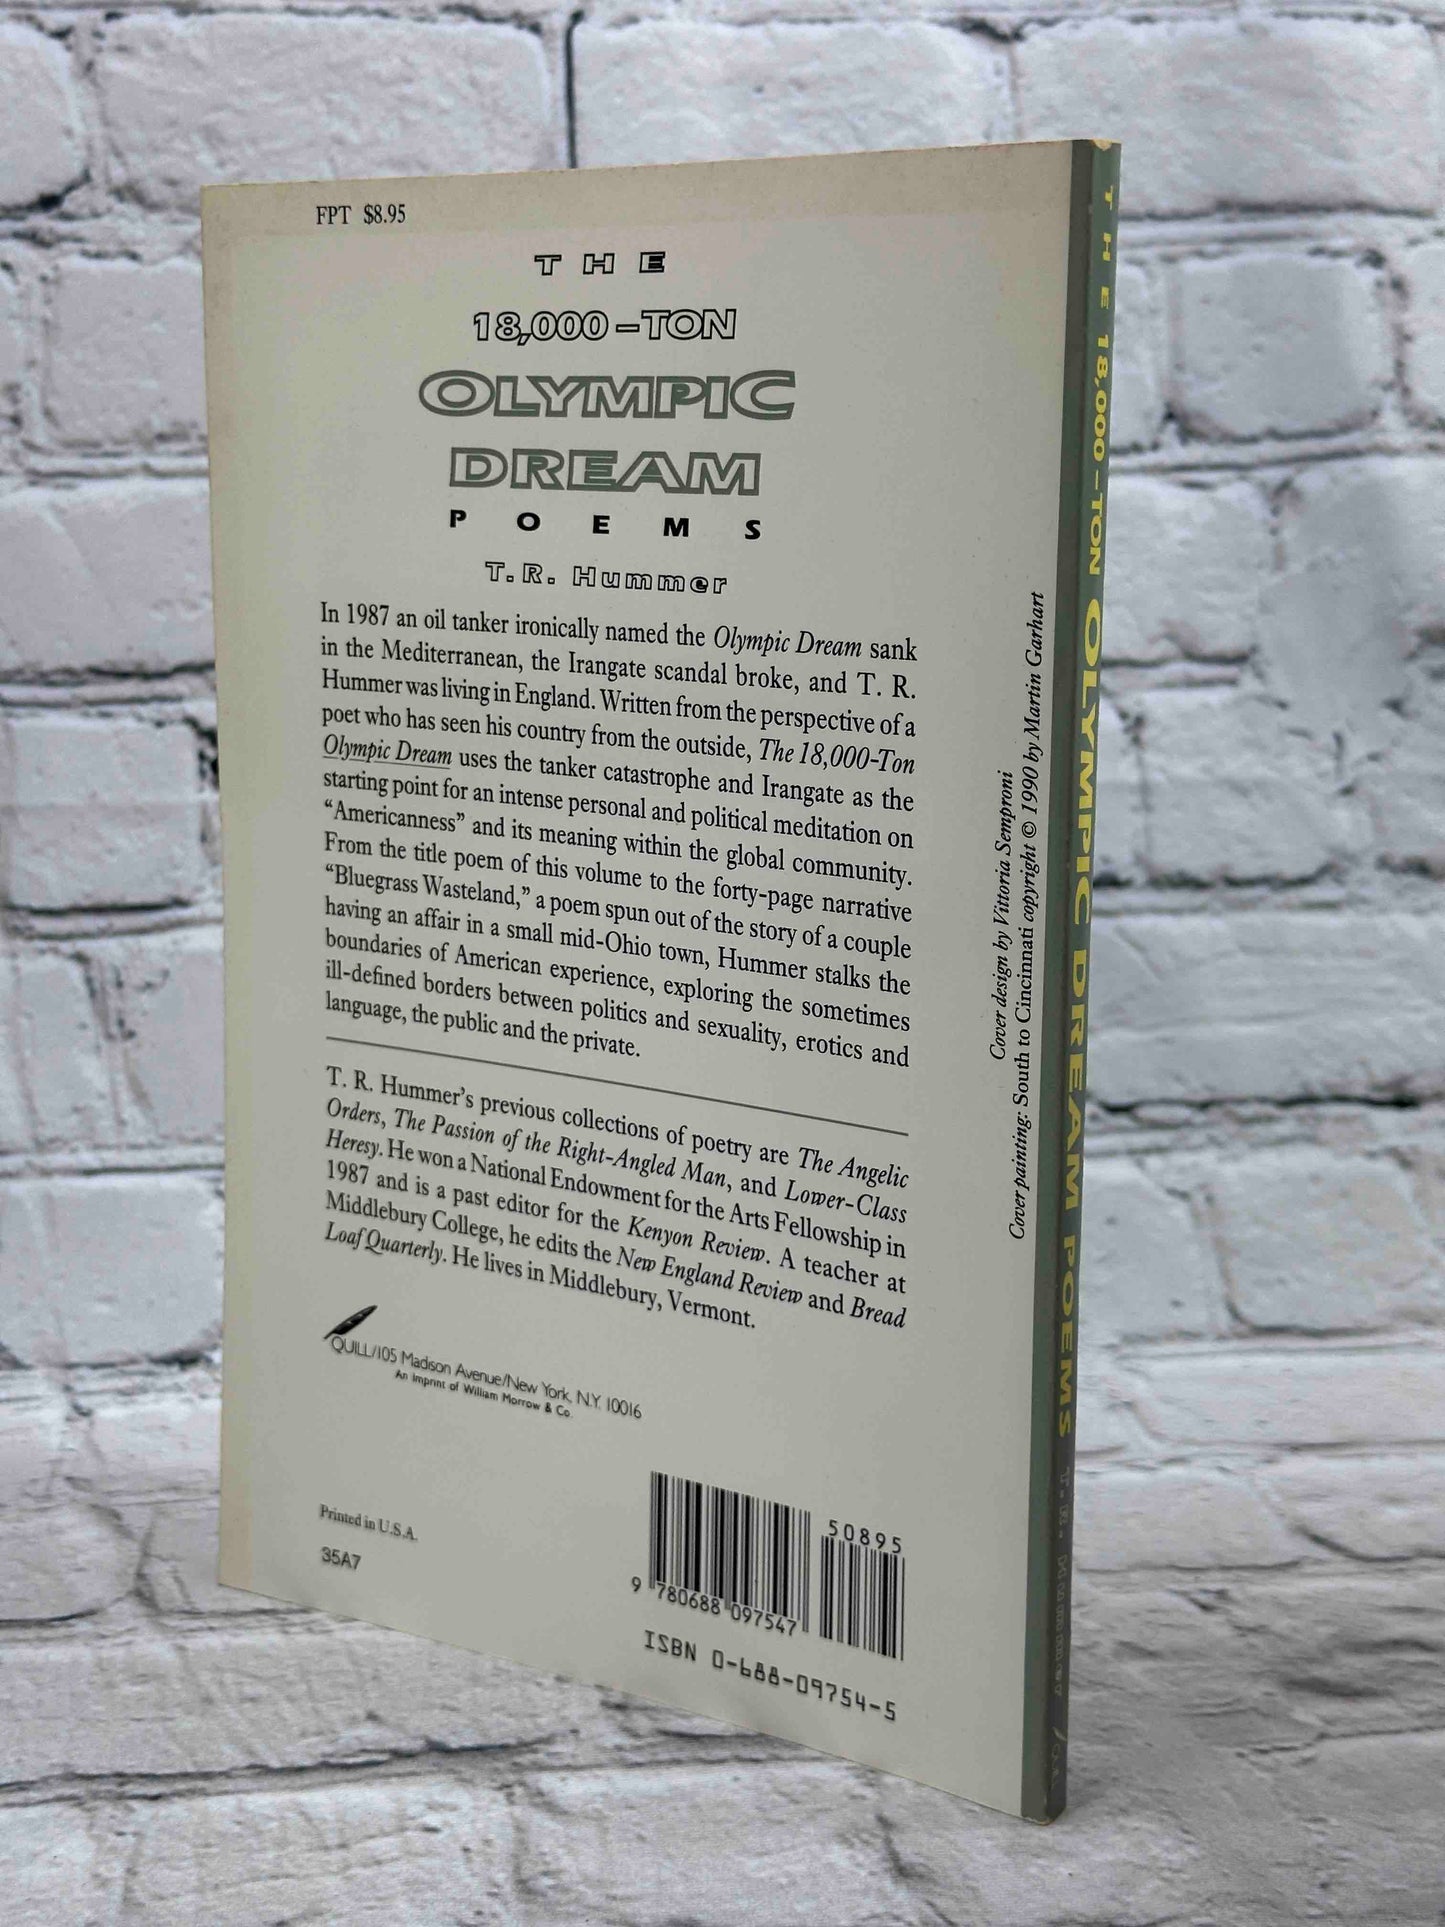 FPT $8.95
THE
18,000-TON
OLYMPIC
DREAM
POEMS
T.R. Hummer
In 1987 an oil tanker ironically named the Olympic Dream sank
in the Mediterranean, the Irangate scandal broke, and T. R.
Hummer was living in England. Written from the perspective of a
poet who has seen his country from the outside, The 18,000-Ton
Olympic Dream uses the tanker catastrophe and Irangate as the
starting point for an intense personal and political meditation on
“Americanness” and its meaning within the global community.
From the title poem of this volume to the forty-page narrative
“Bluegrass Wasteland,” a poem spun out of the story of a couple
having an affair in a small mid-Ohio town, Hummer stalks the
boundaries of American experience, exploring the sometimes
ill-defined borders between politics and sexuality, erotics and
language, the public and the private.
T. R. Hummer’s previous collections of poetry are The Angelic
Orders, The Passion of the Right-Angled Man, and Lower-Class
Heresy. He won a National Endowment for the Arts Fellowship in
1987 and is a past editor for the Kenyon Review. A teacher at
Middlebury College, he edits the New England Review and Bread
Loaf Quarterly. He lives in Middlebury, Vermont.
QUILL/105 Madison Avenue/New York, N.Y. 10016
An Imprint of William Morrow & Co.
Printed in U.S.A.
35A7
50895
9 780688 097547
ISBN 0-688-09754-5
Cover design by Vittoria Semproni
Cover painting: South to Cincinnati copyright © 1990 by Martin Garhart
THE 18,000-TON OLYMPIC DREAM POEMS T.R. Hummer